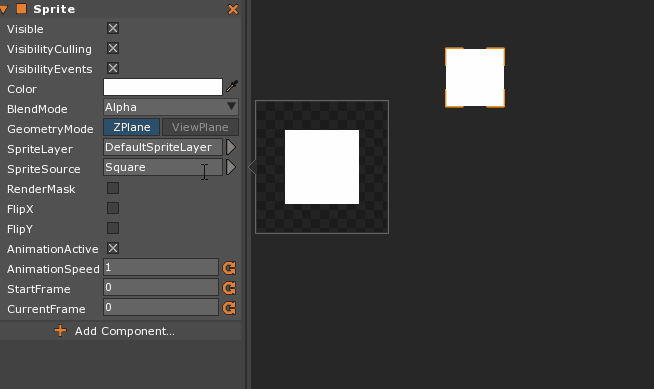 Sprite
Visible
VisibilityCulling
VisibilityEvents
Color
BlendMode Alpha
GeometryMode ZPlane ViewPlane
SpriteLayer DefaultSpriteLayer
SpriteSource Square
RenderMask
FlipX
FlipY
AnimationActive
AnimationSpeed 1
StartFrame 0
CurrentFrame 0
Add Component...